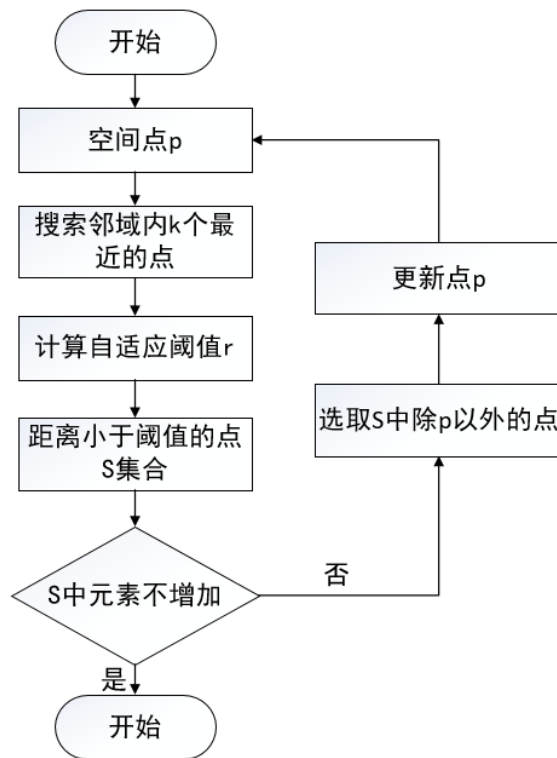 开始
空间点p
搜索邻域内k个最
近的点
计算自适应阈值r
距离小于阈值的点
S集合
S中元素不增加
是
开始
否
选取S中除p以外的点
更新点p